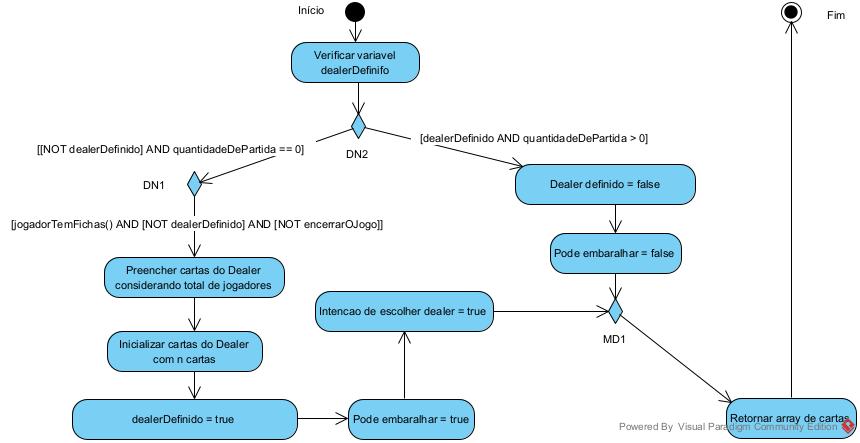 Início
Fim
Verificar variavel
dealerDefinifo
[[NOT dealerDefinido] AND quantidadeDePartida == 0]
[dealerDefinido AND quantidadeDePartida > 0]
DN2
DN1
Dealer definido = false
[jogadorTemFichas() AND [NOT dealerDefinido] AND [NOT encerrarOJogo]]
Pode embaralhar = false
Preencher cartas do Dealer
considerando total de jogadores
Intencao de escolher dealer = true
MD1
Inicializar cartas do Dealer
com n cartas
dealerDefinido = true
Pode embaralhar = true
Retornar array de cartas
Powered By Visual Paradigm Community Edition